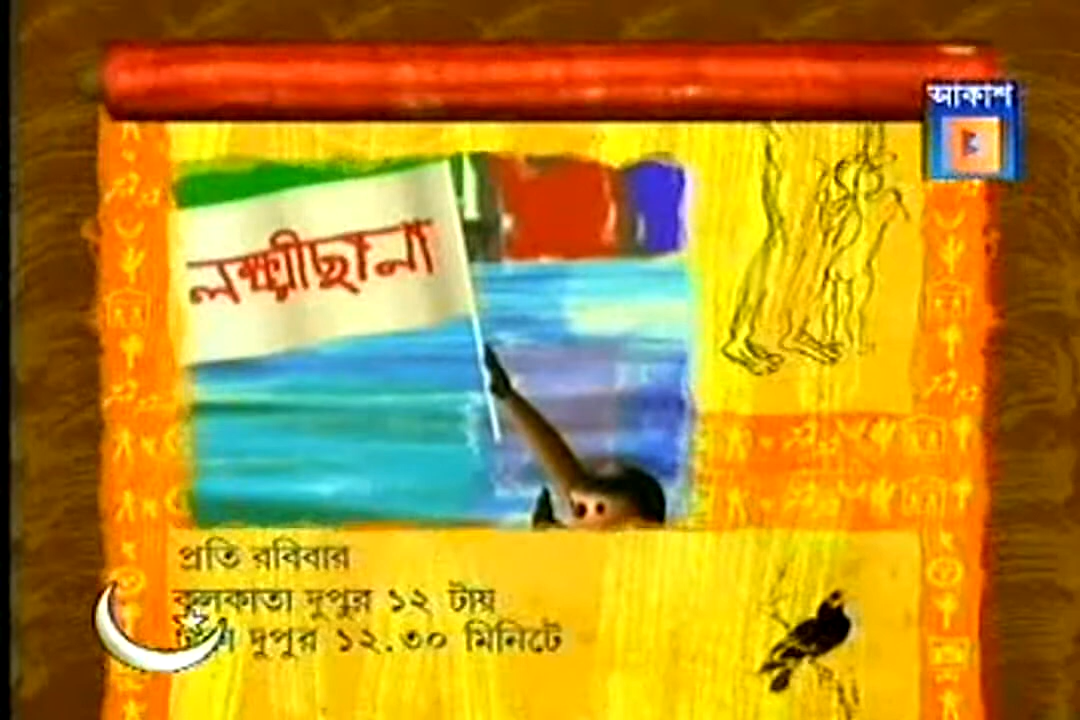 আকাশ
লক্ষ্মীছানা
প্রতি রবিবার
কলকাতা দুপুর ১২ টায়
ঢাকা দুপুর ১২.৩০ মিনিটে